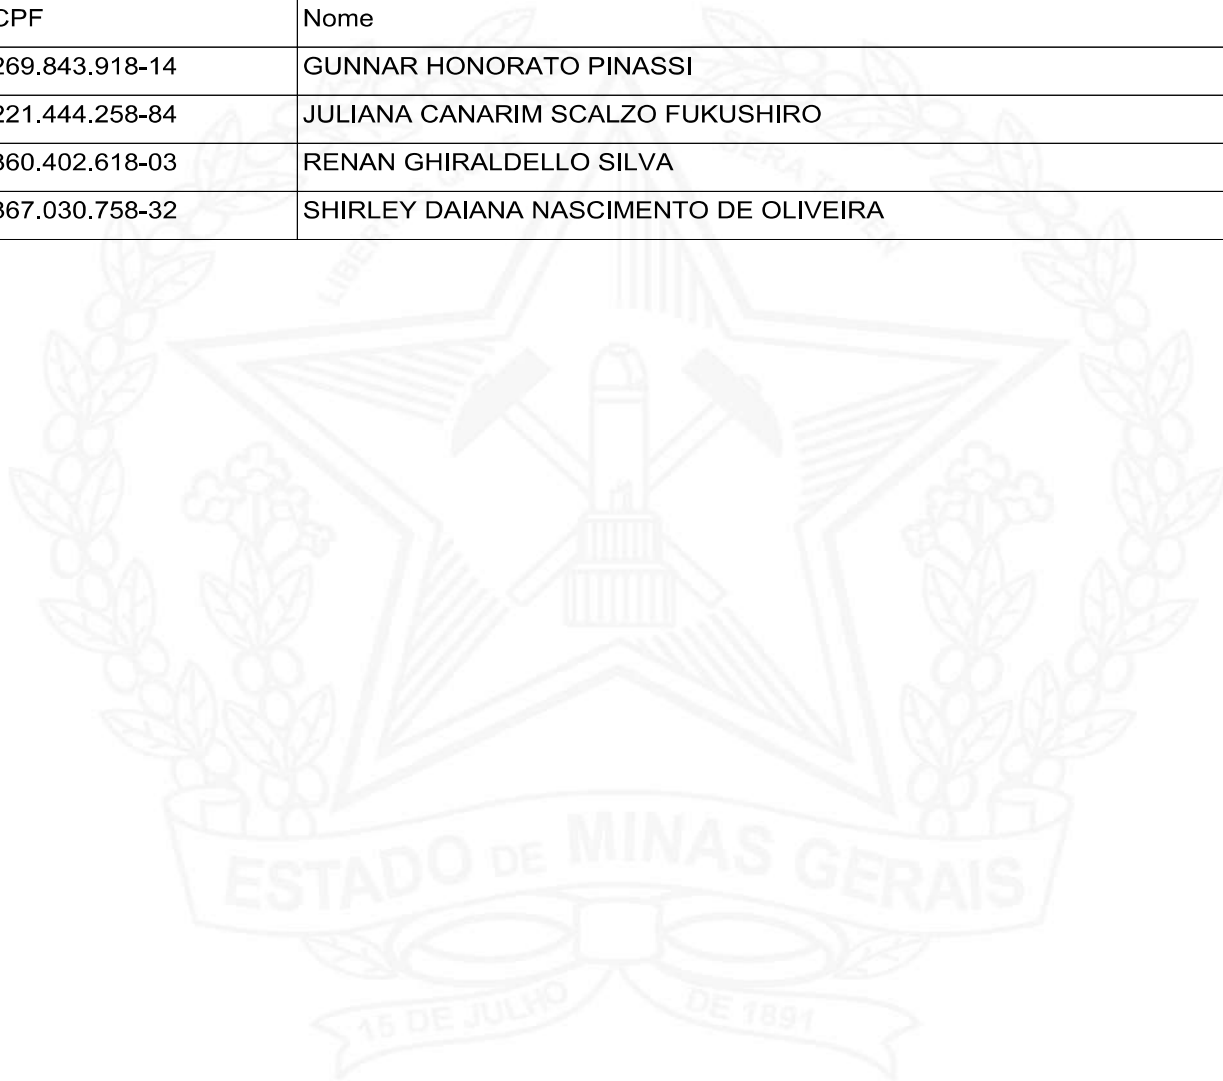 CPF Nome
269.843.918-14 GUNNAR HONORATO PINASSI
221.444.258-84 JULIANA CANARIM SCALZO FUKUSHIRO
360.402.618-03 RENAN GHIRALDELLO SILVA
367.030.758-32 SHIRLEY DAIANA NASCIMENTO DE OLIVEIRA
GERA TAMEN
ESTADO DE MINAS GERAIS
15 DE JULHO DE 1891